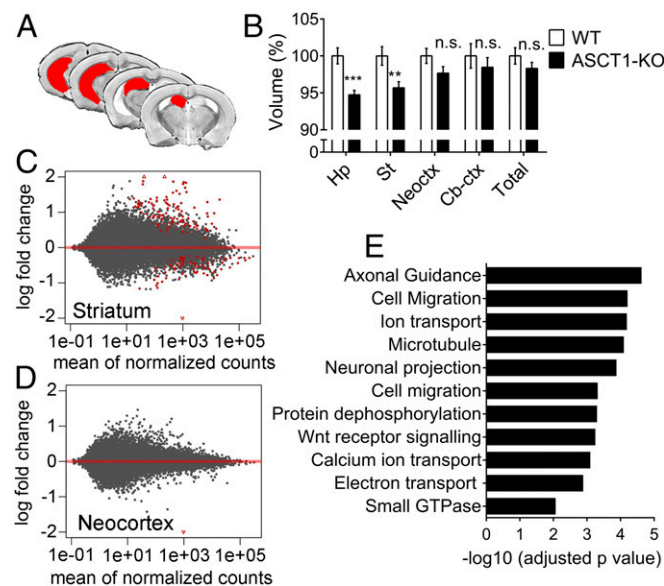 A
B
Volume (%)
105
100
95
90
0
***
**
n.s.
n.s.
n.s.
WT
ASCT1-KO
Hp
St
Neoctx
Cb-ctx
Total
C
log fold change
2
1
0
-1
-2
Striatum
1e-01 1e+01 1e+03 1e+05
mean of normalized counts
D
log fold change
2
1
0
-1
-2
Neocortex
1e-01 1e+01 1e+03 1e+05
mean of normalized counts
E
Axonal Guidance
Cell Migration
Ion transport
Microtubule
Neuronal projection
Cell migration
Protein dephosphorylation
Wnt receptor signalling
Calcium ion transport
Electron transport
Small GTPase
0 1 2 3 4 5
-log10 (adjusted p value)